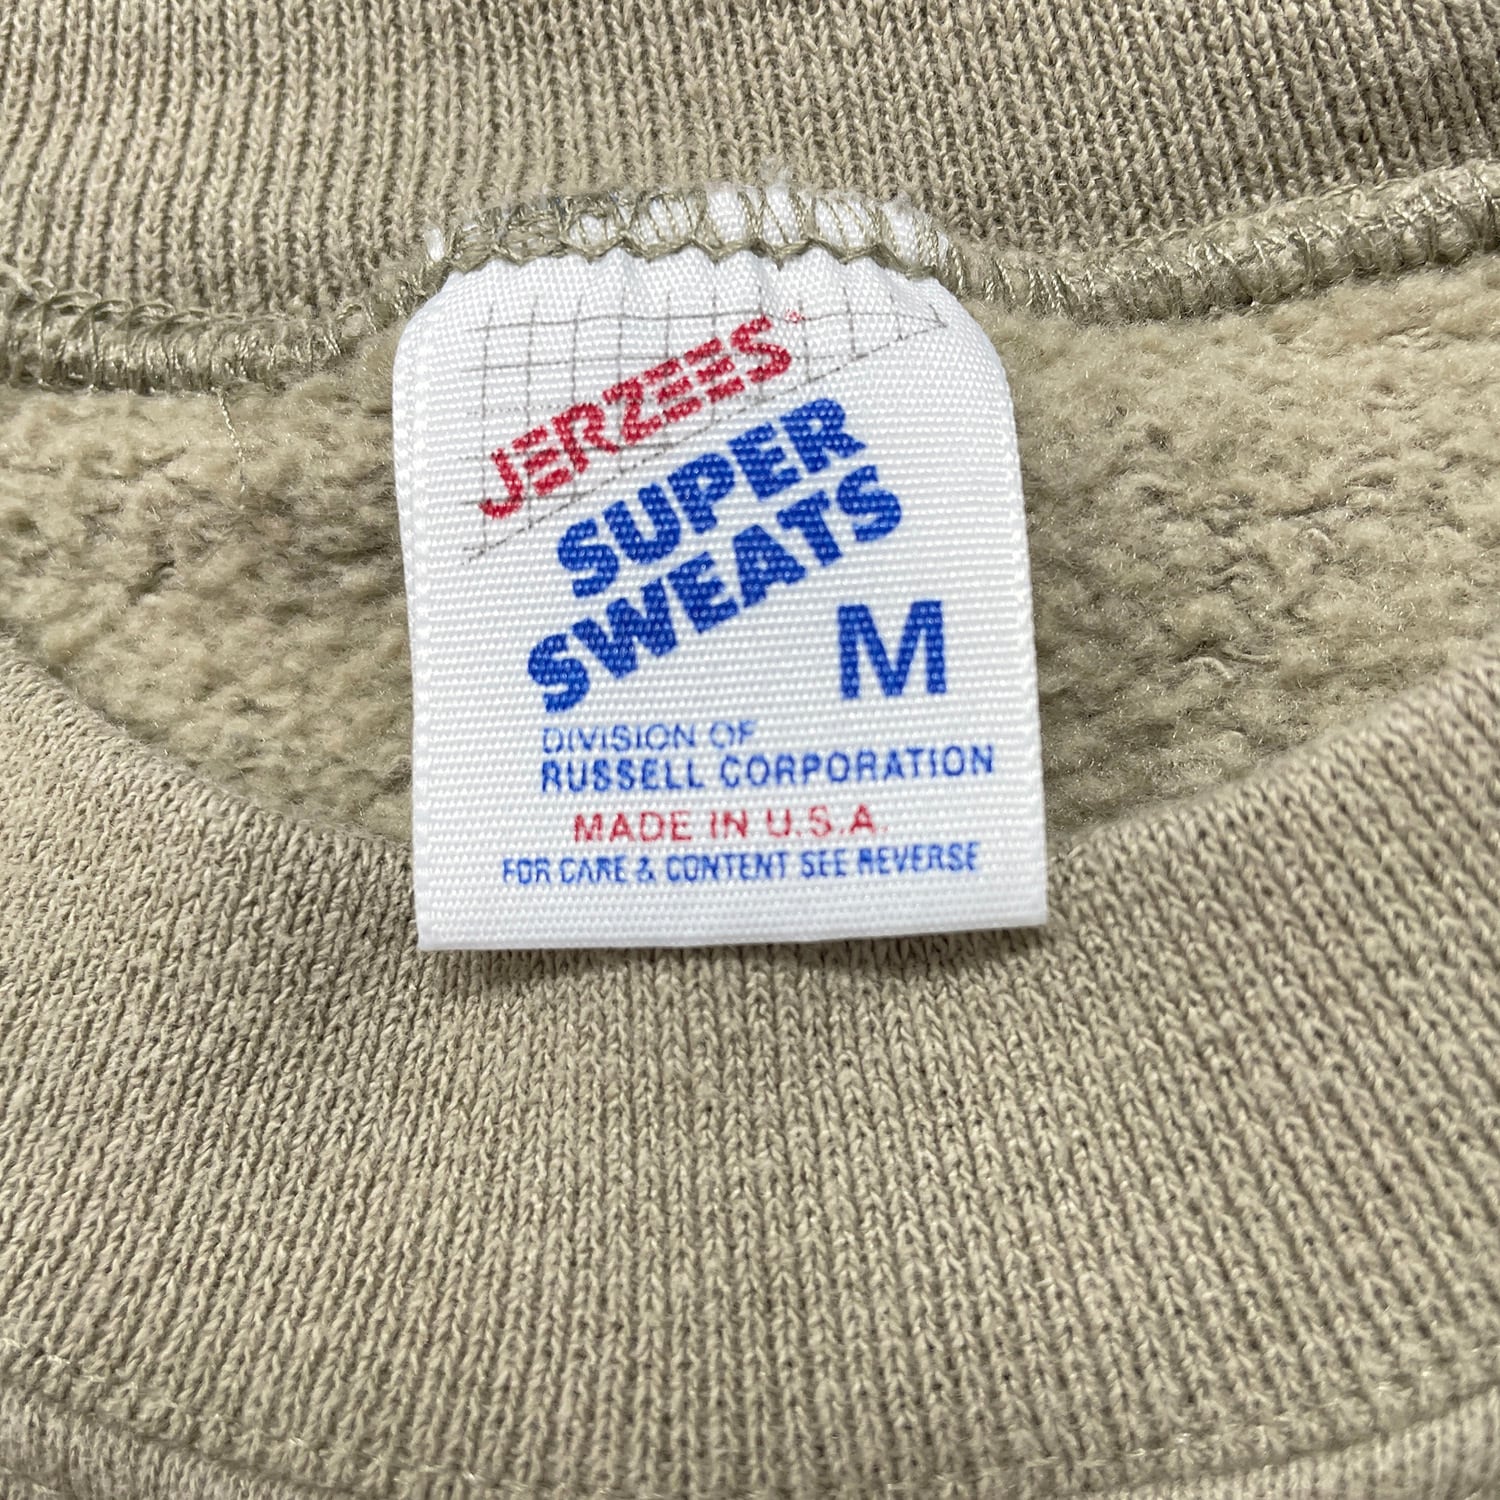 JERZEES
SUPER
SWEATS
M
DIVISION OF
RUSSELL CORPORATION
MADE IN U.S.A.
FOR CARE & CONTENT SEE REVERSE